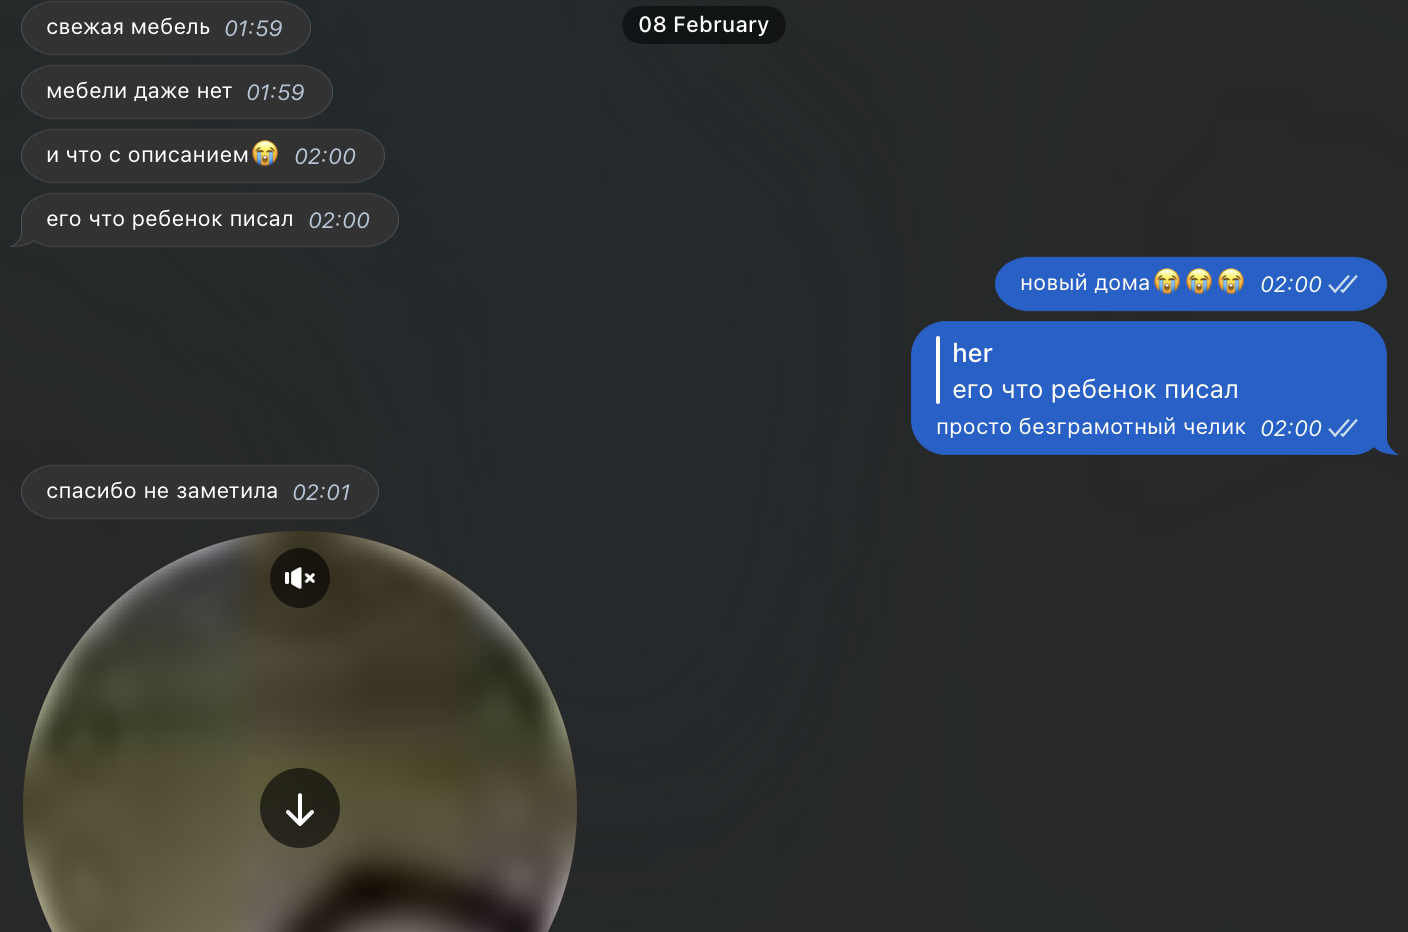 08 February
свежая мебель 01:59
мебели даже нет 01:59
и что с описанием😭 02:00
его что ребенок писал 02:00
новый дома😭😭😭 02:00
her
его что ребенок писал
просто безграмотный челик 02:00
спасибо не заметила 02:01